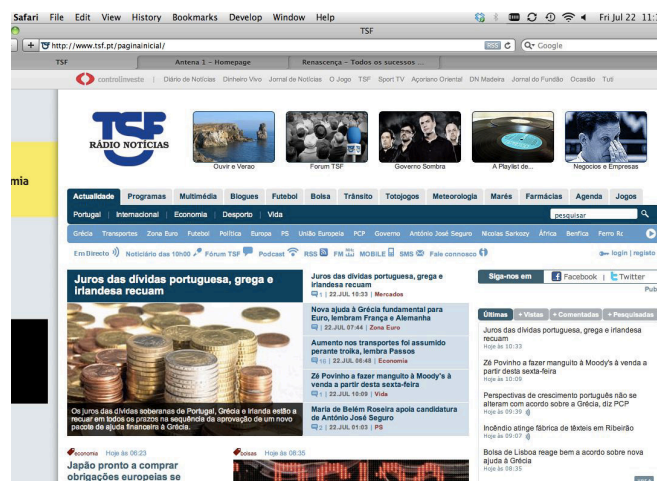 Safari File Edit View History Bookmarks Develop Window Help
Fri Jul 22
TSF
http://www.tsf.pt/paginainicial/
RSS
Google
TSF
Antena 1 – Homepage
Renascença – Todos os sucessos ...
controlinveste
Diário de Notícias Dinheiro Vivo Jornal de Notícias O Jogo TSF Sport TV Açoriano Oriental DN Madeira Jornal do Fundão Ocasião
TSF
RÁDIO NOTÍCIAS
Ouvir e Verao
Forum TSF
Governo Sombra
A Playlist de...
Negocios e Empresas
mia
Actualidade Programas Multimédia Blogues Futebol Bolsa Trânsito Totojogos Meteorologia Marés Farmácias Agenda Jogos
Portugal | Internacional | Economia | Desporto | Vida
pesquisar
Grécia Transportes Zona Euro Futebol Política Europa PS União Europeia PCP Governo António José Seguro Nicolas Sarkozy África Benfica Ferro
Em Directo Noticiário das 10h00 Fórum TSF Podcast RSS FM MOBILE SMS Fale connosco
login | registo
Juros das dívidas portuguesa, grega e
irlandesa recuam
Os juros das dívidas soberanas de Portugal, Grécia e Irlanda estão a
recuar em todos os prazos na sequência da aprovação de um novo
pacote de ajuda financeira à Grécia.
Juros das dívidas portuguesa, grega e
irlandesa recuam
1 | 22.JUL 10:33 | Mercados
Nova ajuda à Grécia fundamental para
Euro, lembram França e Alemanha
22.JUL 07:44 | Zona Euro
Aumento nos transportes foi assumido
perante troika, lembra Passos
10 | 22.JUL 06:48 | Economia
Zé Povinho a fazer manguito à Moody's à
venda a partir desta sexta-feira
1 | 22.JUL 10:09 | Vida
Maria de Belém Roseira apoia candidatura
de António José Seguro
2 | 22.JUL 01:03 | PS
Siga-nos em
Facebook | Twitter
Pub
Últimas + Vistas + Comentadas + Pesquisadas
Juros das dívidas portuguesa, grega e irlandesa
recuam
Hoje às 10:33
Zé Povinho a fazer manguito à Moody's à venda a
partir desta sexta-feira
Hoje às 10:09
Perspectivas de crescimento português não se
alteram com acordo sobre a Grécia, diz PCP
Hoje às 09:39
Incêndio atinge fábrica de têxteis em Ribeirão
Hoje às 09:07
Bolsa de Lisboa reage bem a acordo sobre nova
ajuda à Grécia
Hoje às 08:35
economia Hoje às 08:23
Japão pronto a comprar
obrigações europeias se
bolsas Hoje às 08:35